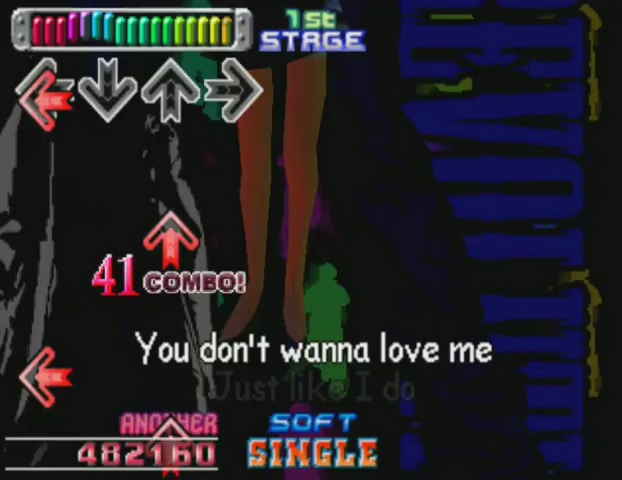 1st
STAGE
41 COMBO!
You don't wanna love me
Just like I do
ANOTHER
482160
SOFT
SINGLE